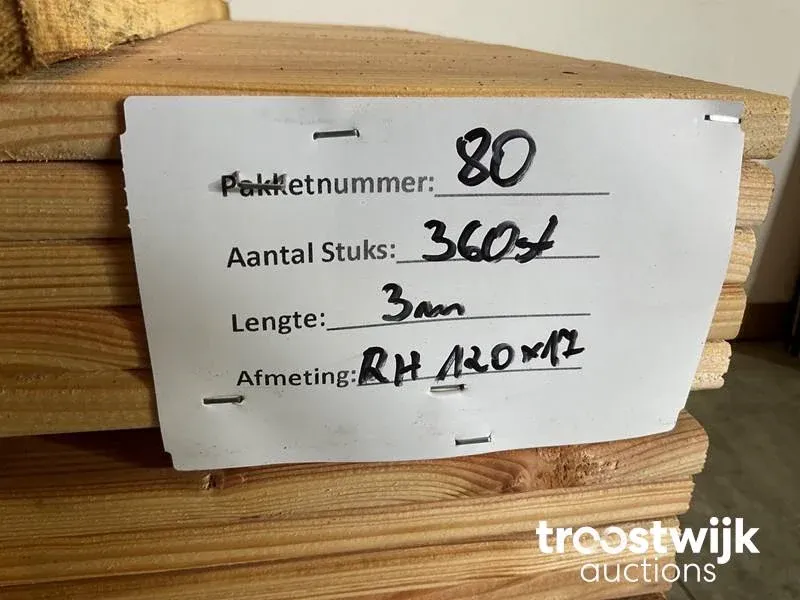 Pakketnummer: 80
Aantal Stuks: 360st
Lengte: 3m
Afmeting: RH 120x17
troostwijk
auctions